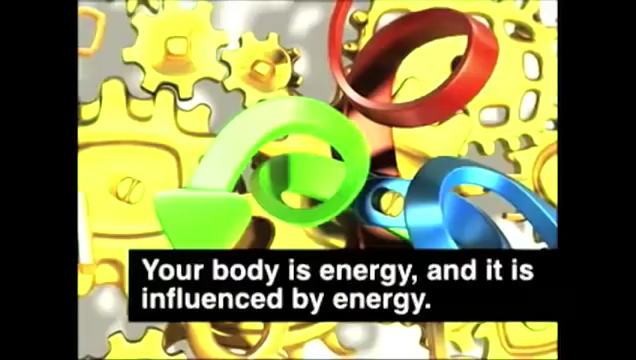 Your body is energy, and it is
influenced by energy.